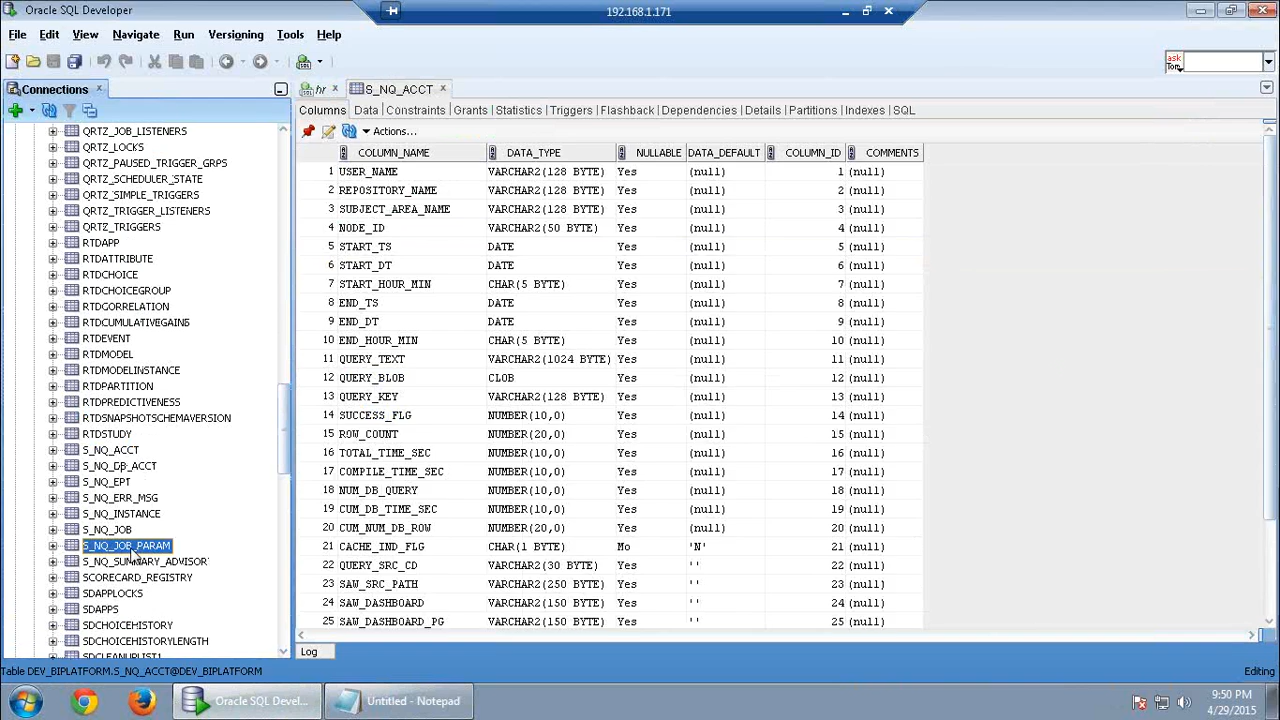 Oracle SQL Developer
192.168.1.171
File Edit View Navigate Run Versioning Tools Help
ask
Tom
Connections
hr
S_NQ_ACCT
Columns Data Constraints Grants Statistics Triggers Flashback Dependencies Details Partitions Indexes SQL
Actions...
QRTZ_JOB_LISTENERS
QRTZ_LOCKS
QRTZ_PAUSED_TRIGGER_GRPS
QRTZ_SCHEDULER_STATE
QRTZ_SIMPLE_TRIGGERS
QRTZ_TRIGGER_LISTENERS
QRTZ_TRIGGERS
RTDAPP
RTDATTRIBUTE
RTDCHOICE
RTDCHOICEGROUP
RTDCORRELATION
RTDCUMULATIVEGAINS
RTDEVENT
RTDMODEL
RTDMODELINSTANCE
RTDPARTITION
RTDPREDICTIVENESS
RTDSNAPSHOTSCHEMAVERSION
RTDSTUDY
S_NQ_ACCT
S_NQ_DB_ACCT
S_NQ_EPT
S_NQ_ERR_MSG
S_NQ_INSTANCE
S_NQ_JOB
S_NQ_JOB_PARAM
S_NQ_SUMMARY_ADVISOR
SCORECARD_REGISTRY
SDAPPLOCKS
SDAPPS
SDCHOICEHISTORY
SDCHOICEHISTORYLENGTH
SDCLEANUPLIST1
COLUMN_NAME DATA_TYPE NULLABLE DATA_DEFAULT COLUMN_ID COMMENTS
1 USER_NAME VARCHAR2(128 BYTE) Yes (null) 1 (null)
2 REPOSITORY_NAME VARCHAR2(128 BYTE) Yes (null) 2 (null)
3 SUBJECT_AREA_NAME VARCHAR2(128 BYTE) Yes (null) 3 (null)
4 NODE_ID VARCHAR2(50 BYTE) Yes (null) 4 (null)
5 START_TS DATE Yes (null) 5 (null)
6 START_DT DATE Yes (null) 6 (null)
7 START_HOUR_MIN CHAR(5 BYTE) Yes (null) 7 (null)
8 END_TS DATE Yes (null) 8 (null)
9 END_DT DATE Yes (null) 9 (null)
10 END_HOUR_MIN CHAR(5 BYTE) Yes (null) 10 (null)
11 QUERY_TEXT VARCHAR2(1024 BYTE) Yes (null) 11 (null)
12 QUERY_BLOB CLOB Yes (null) 12 (null)
13 QUERY_KEY VARCHAR2(128 BYTE) Yes (null) 13 (null)
14 SUCCESS_FLG NUMBER(10,0) Yes (null) 14 (null)
15 ROW_COUNT NUMBER(20,0) Yes (null) 15 (null)
16 TOTAL_TIME_SEC NUMBER(10,0) Yes (null) 16 (null)
17 COMPILE_TIME_SEC NUMBER(10,0) Yes (null) 17 (null)
18 NUM_DB_QUERY NUMBER(10,0) Yes (null) 18 (null)
19 CUM_DB_TIME_SEC NUMBER(10,0) Yes (null) 19 (null)
20 CUM_NUM_DB_ROW NUMBER(20,0) Yes (null) 20 (null)
21 CACHE_IND_FLG CHAR(1 BYTE) No 'N' 21 (null)
22 QUERY_SRC_CD VARCHAR2(30 BYTE) Yes '' 22 (null)
23 SAW_SRC_PATH VARCHAR2(250 BYTE) Yes '' 23 (null)
24 SAW_DASHBOARD VARCHAR2(150 BYTE) Yes '' 24 (null)
25 SAW_DASHBOARD_PG VARCHAR2(150 BYTE) Yes '' 25 (null)
Log
Table DEV_BIPLATFORM.S_NQ_ACCT@DEV_BIPLATFORM
Editing
Oracle SQL Devel...
Untitled - Notepad
9:50 PM
4/29/2015